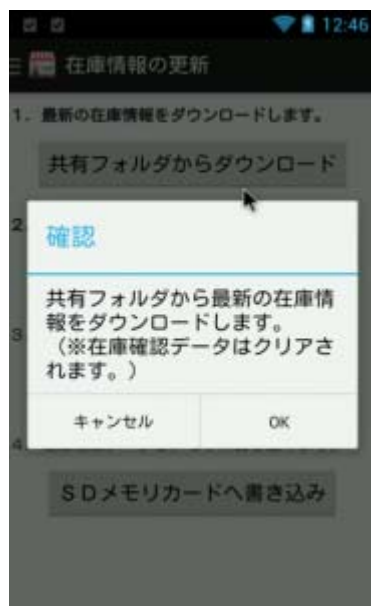 12:46
在庫情報の更新
1. 最新の在庫情報をダウンロードします。
共有フォルダからダウンロード
2
確認
共有フォルダから最新の在庫情
報をダウンロードします。
3
（※在庫確認データはクリアさ
れます。）
キャンセル OK
4.
ＳＤメモリカードへ書き込み